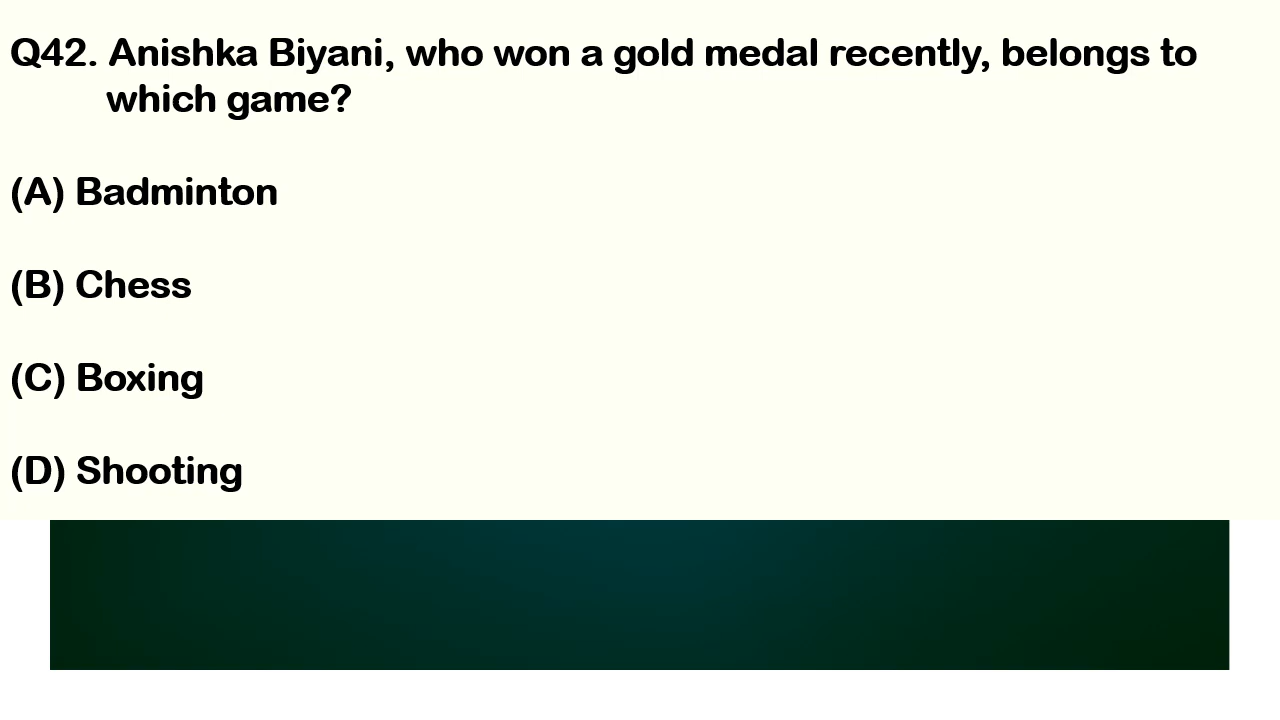 Q42. Anishka Biyani, who won a gold medal recently, belongs to
which game?
(A) Badminton
(B) Chess
(C) Boxing
(D) Shooting